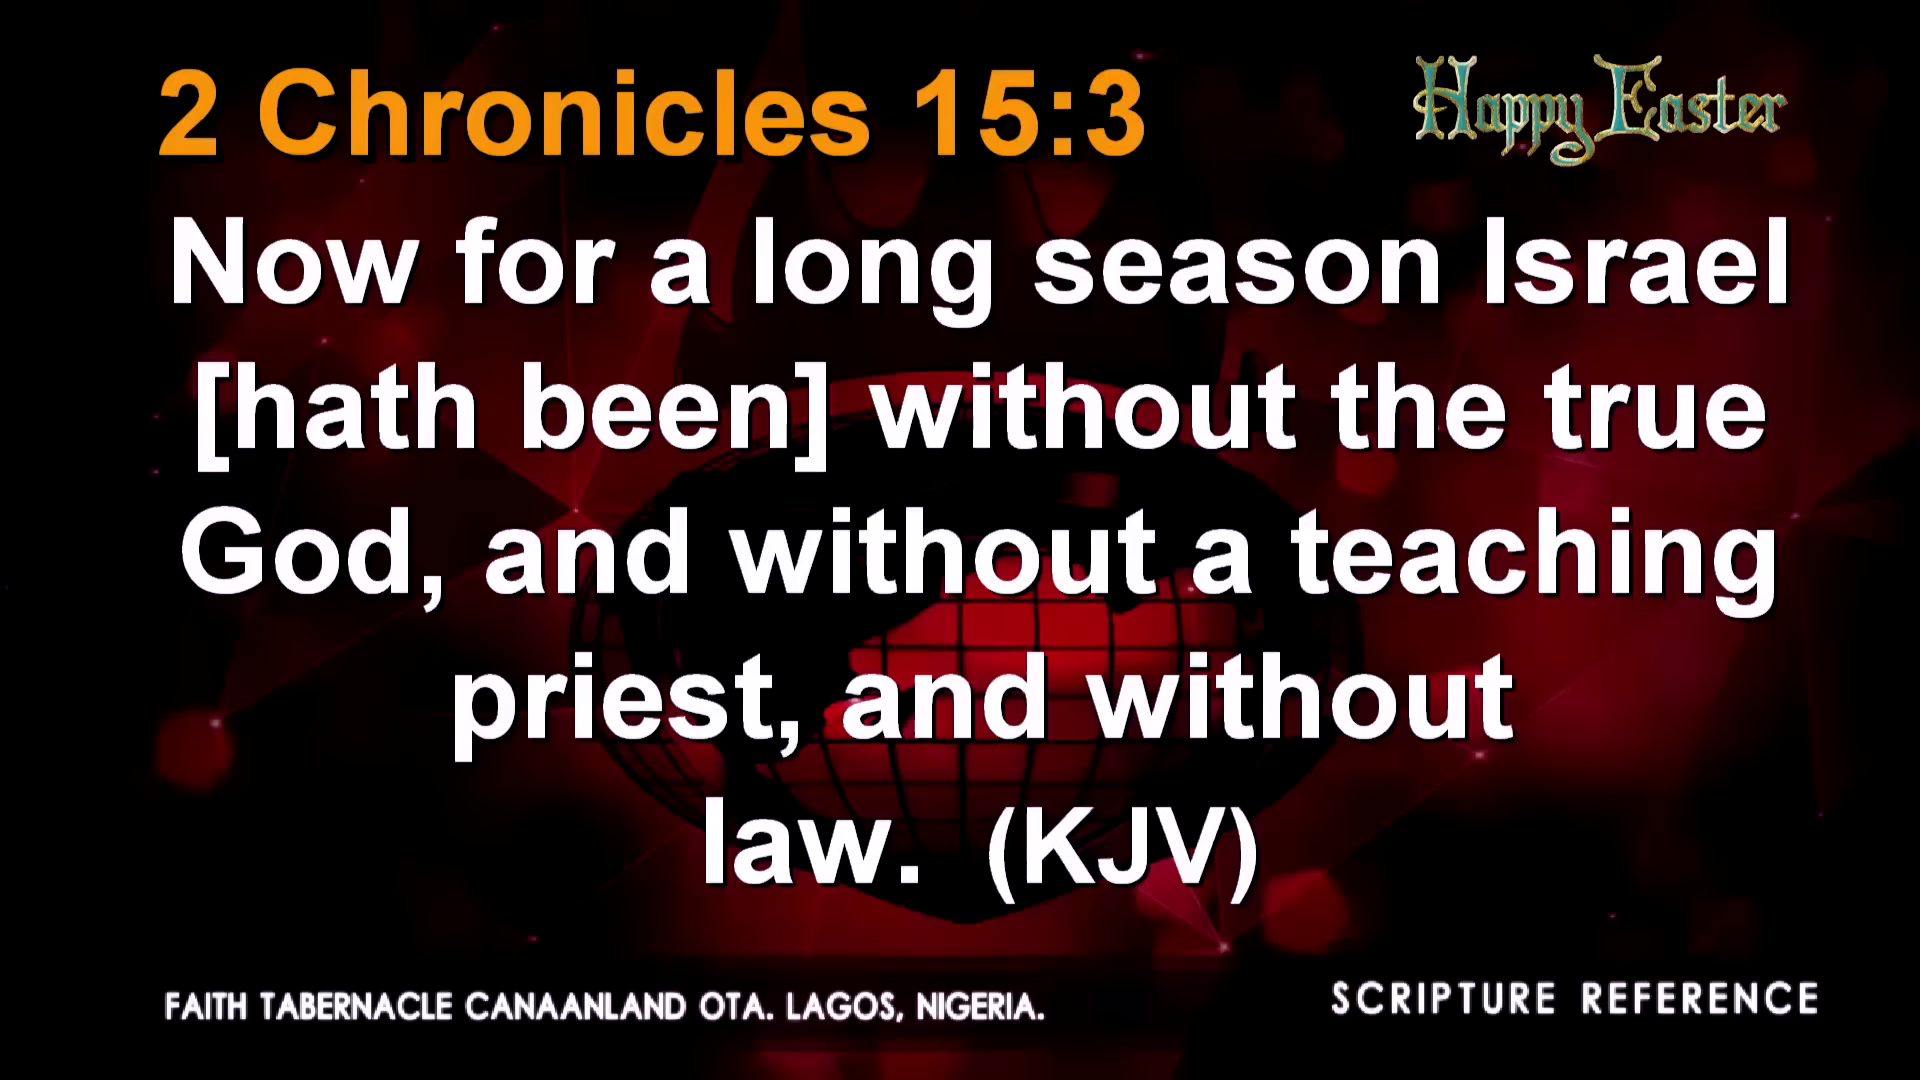 2 Chronicles 15:3
Happy Easter
Now for a long season Israel
[hath been] without the true
God, and without a teaching
priest, and without
law. (KJV)
FAITH TABERNACLE CANAANLAND OTA. LAGOS, NIGERIA.
SCRIPTURE REFERENCE